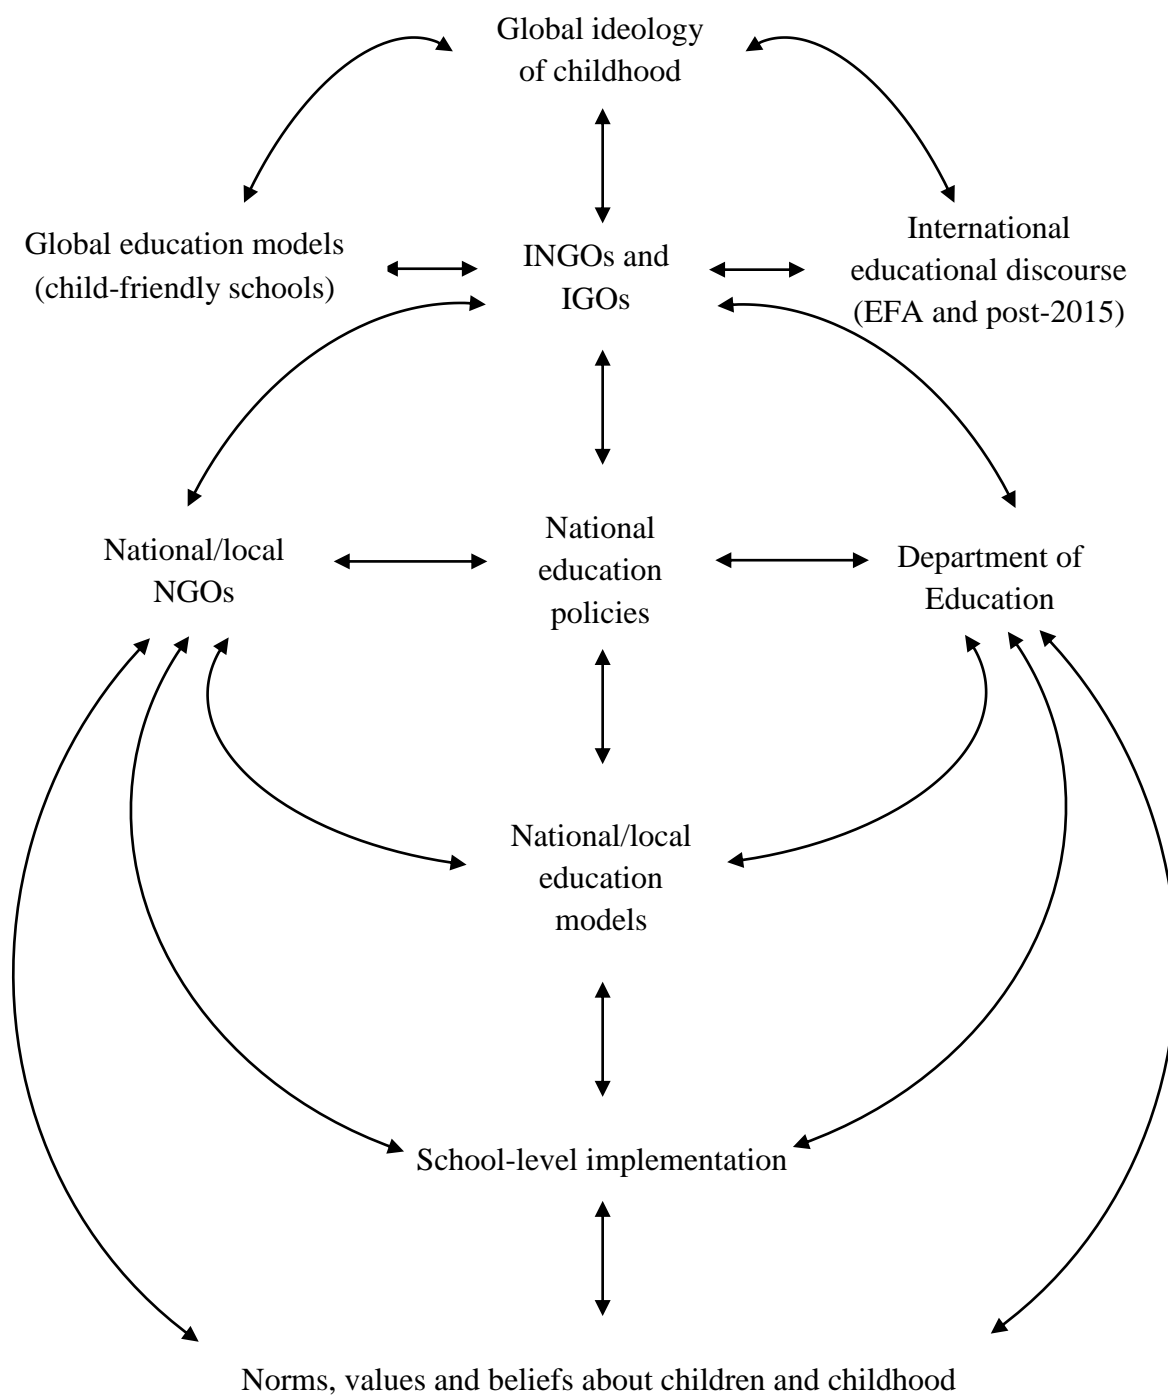 Global ideology
of childhood
Global education models
(child-friendly schools)
INGOs and
IGOs
International
educational discourse
(EFA and post-2015)
National/local
NGOs
National
education
policies
Department of
Education
National/local
education
models
School-level implementation
Norms, values and beliefs about children and childhood